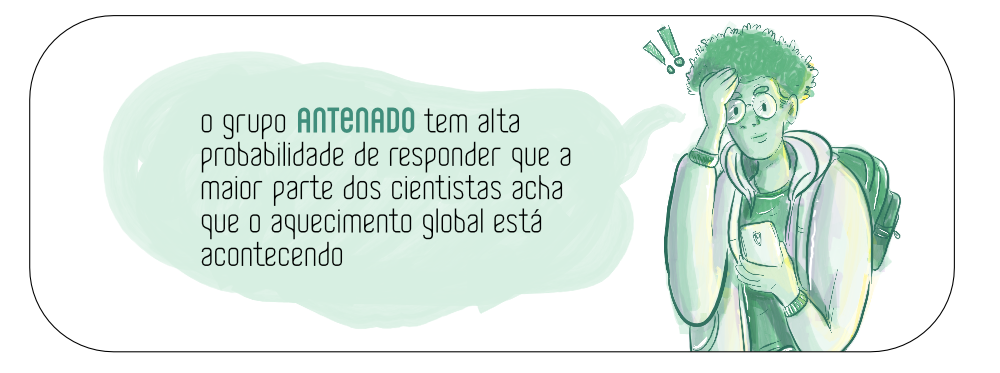 o grupo ANTENADO tem alta
probabilidade de responder que a
maior parte dos cientistas acha
que o aquecimento global está
acontecendo